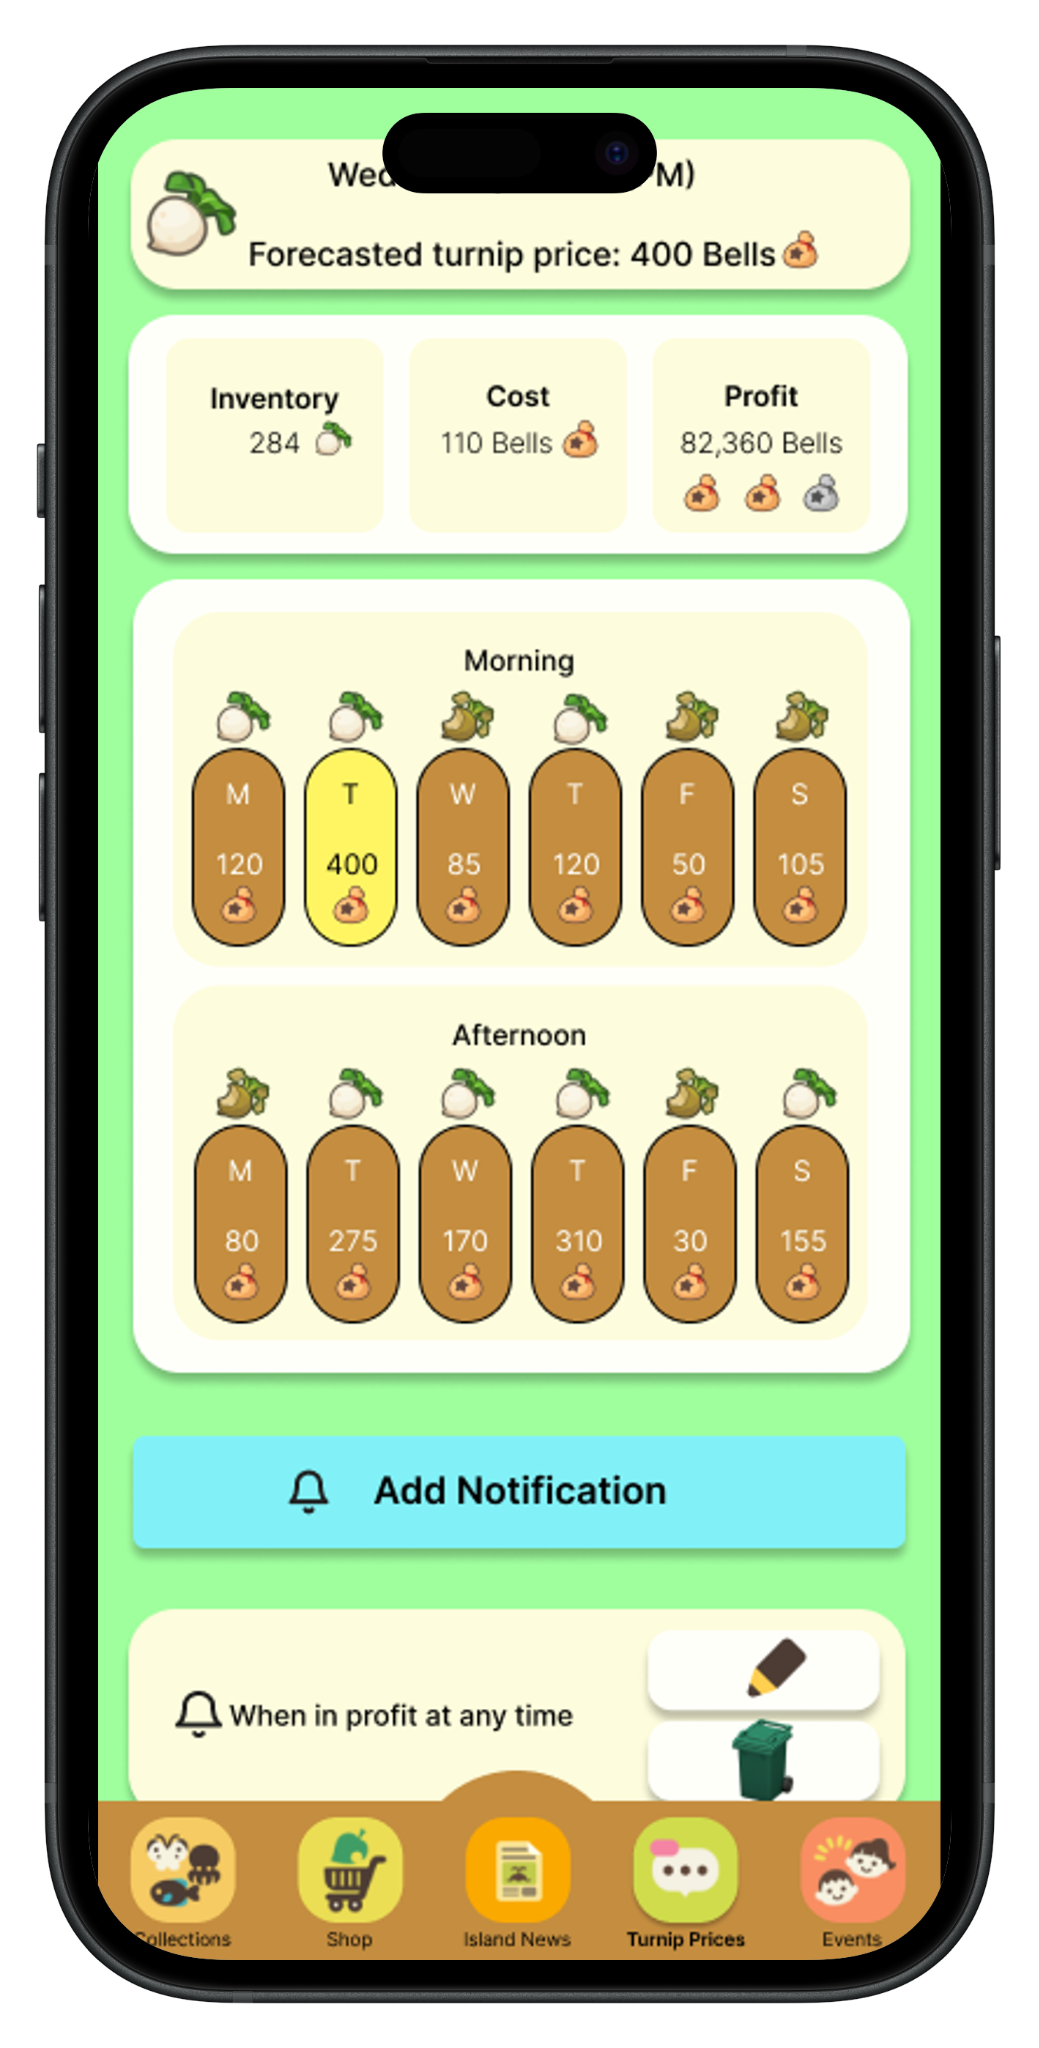 Wed PM)
Forecasted turnip price: 400 Bells
Inventory
284
Cost
110 Bells
Profit
82,360 Bells
Morning
M T W T F S
120 400 85 120 50 105
Afternoon
M T W T F S
80 275 170 310 30 155
Add Notification
When in profit at any time
Collections Shop Island News Turnip Prices Events